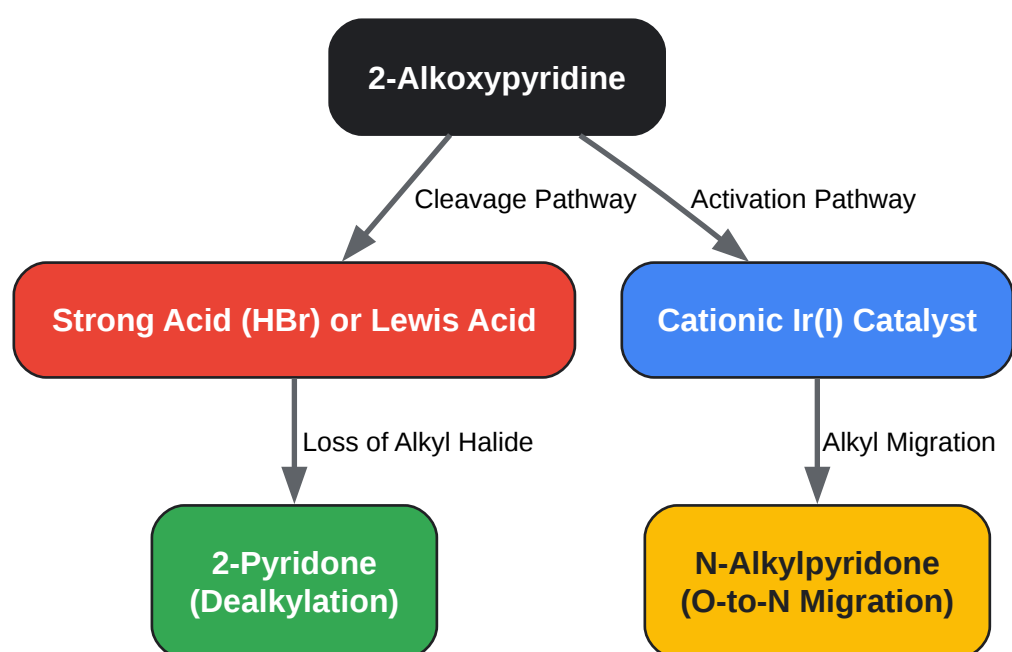 2-Alkoxypyridine
Cleavage Pathway
Activation Pathway
Strong Acid (HBr) or Lewis Acid
Cationic Ir(I) Catalyst
Loss of Alkyl Halide
Alkyl Migration
2-Pyridone
(Dealkylation)
N-Alkylpyridone
(O-to-N Migration)